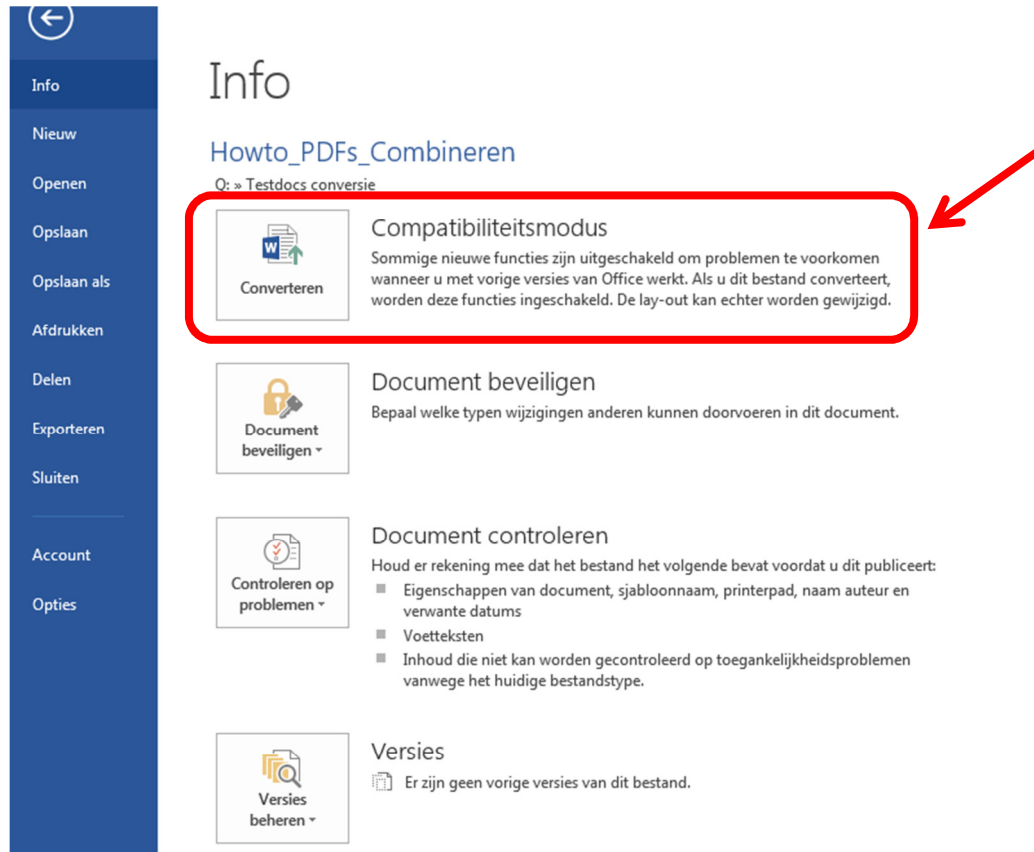 Info
Nieuw
Openen
Opslaan
Opslaan als
Afdrukken
Delen
Exporteren
Sluiten
Account
Opties
Info
Howto_PDFs_Combineren
Q: » Testdocs conversie
Converteren
Compatibiliteitsmodus
Sommige nieuwe functies zijn uitgeschakeld om problemen te voorkomen
wanneer u met vorige versies van Office werkt. Als u dit bestand converteert,
worden deze functies ingeschakeld. De lay-out kan echter worden gewijzigd.
Document
beveiligen
Document beveiligen
Bepaal welke typen wijzigingen anderen kunnen doorvoeren in dit document.
Controleren op
problemen
Document controleren
Houd er rekening mee dat het bestand het volgende bevat voordat u dit publiceert:
Eigenschappen van document, sjabloonnaam, printerpad, naam auteur en
verwante datums
Voetteksten
Inhoud die niet kan worden gecontroleerd op toegankelijkheidsproblemen
vanwege het huidige bestandstype.
Versies
beheren
Versies
Er zijn geen vorige versies van dit bestand.